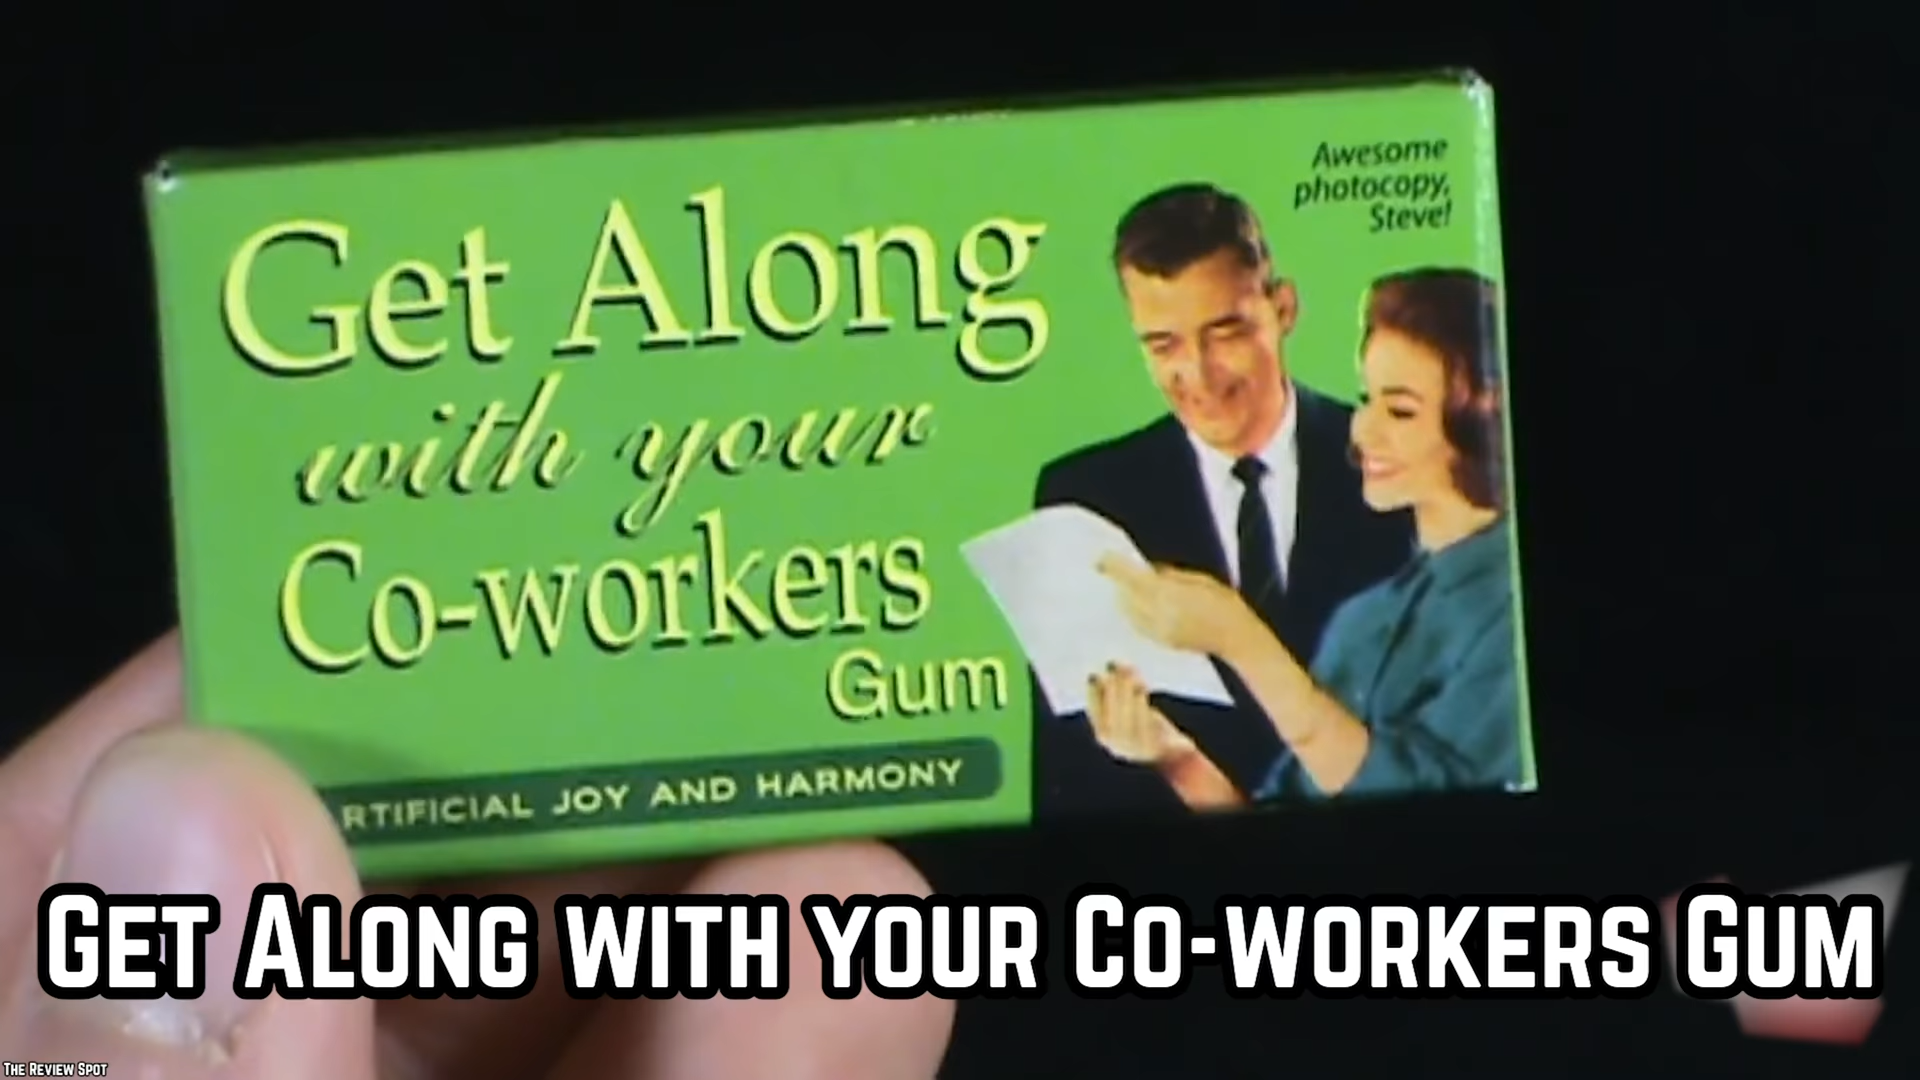 Awesome
photocopy,
Steve!
Get Along
with your
Co-workers
Gum
RTIFICIAL JOY AND HARMONY
Get Along with your Co-workers Gum
The Review Spot